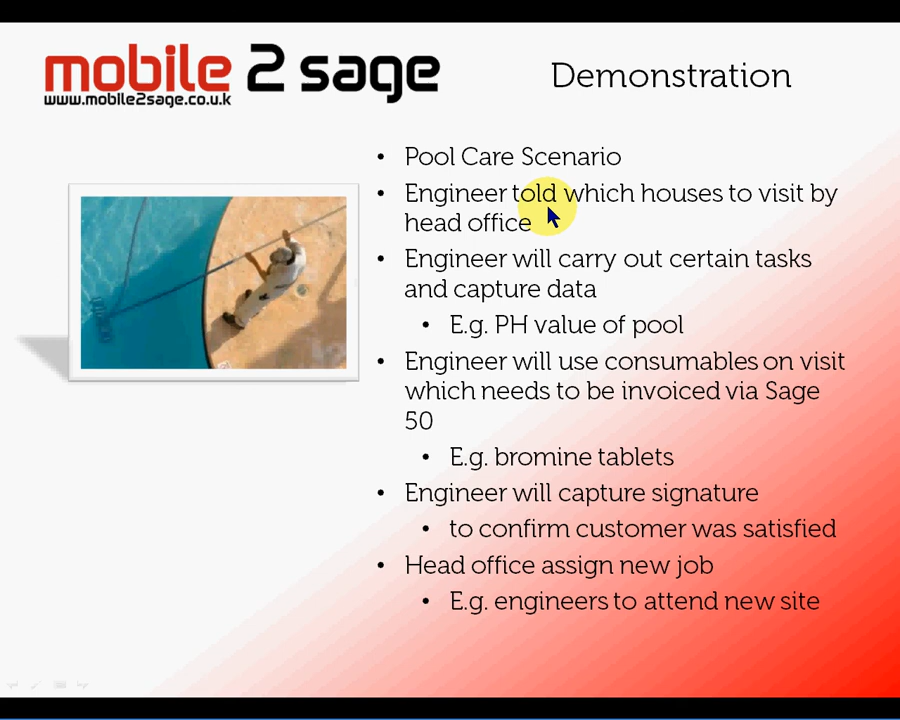 mobile 2 sage
www.mobile2sage.co.uk
Demonstration
• Pool Care Scenario
• Engineer told which houses to visit by
head office
• Engineer will carry out certain tasks
and capture data
• E.g. PH value of pool
• Engineer will use consumables on visit
which needs to be invoiced via Sage
50
• E.g. bromine tablets
• Engineer will capture signature
• to confirm customer was satisfied
• Head office assign new job
• E.g. engineers to attend new site